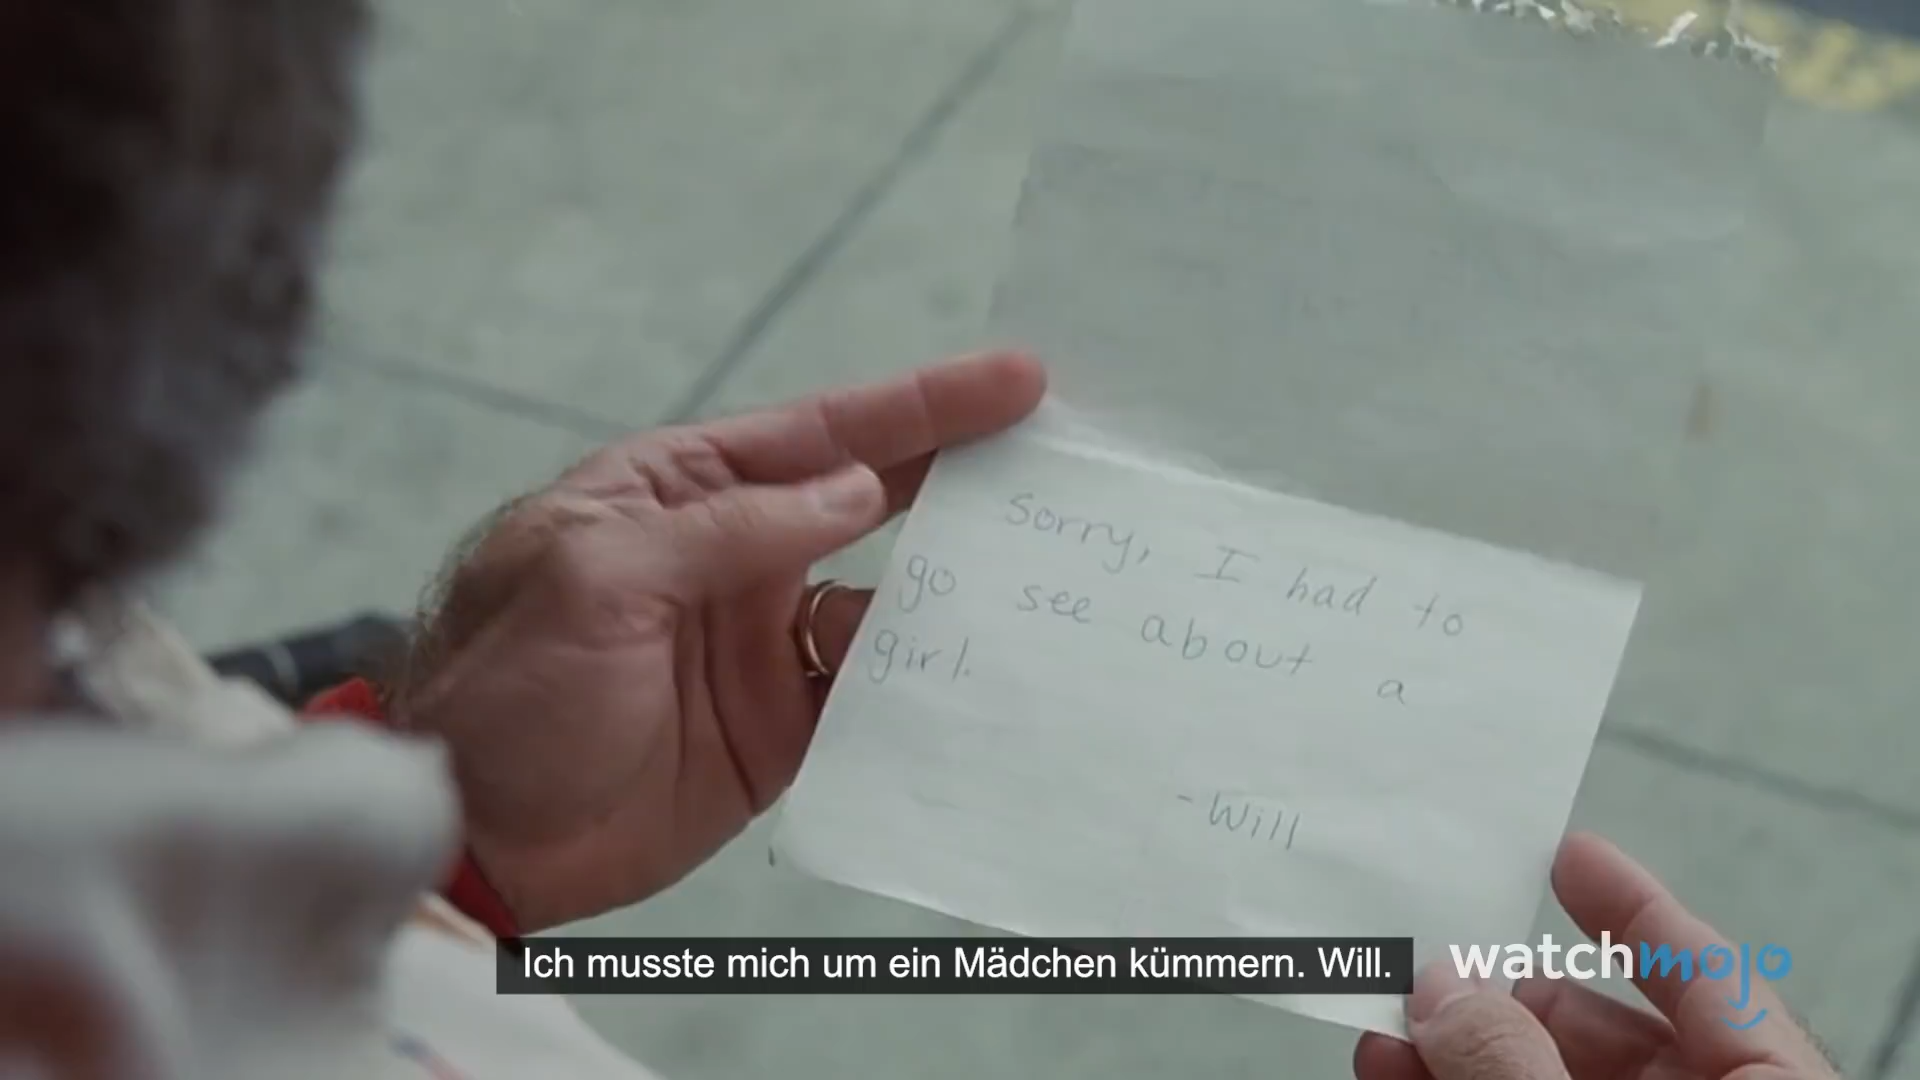 Sorry, I had to
go see about a
girl.
-Will
Ich musste mich um ein Mädchen kümmern. Will.
watchmojo